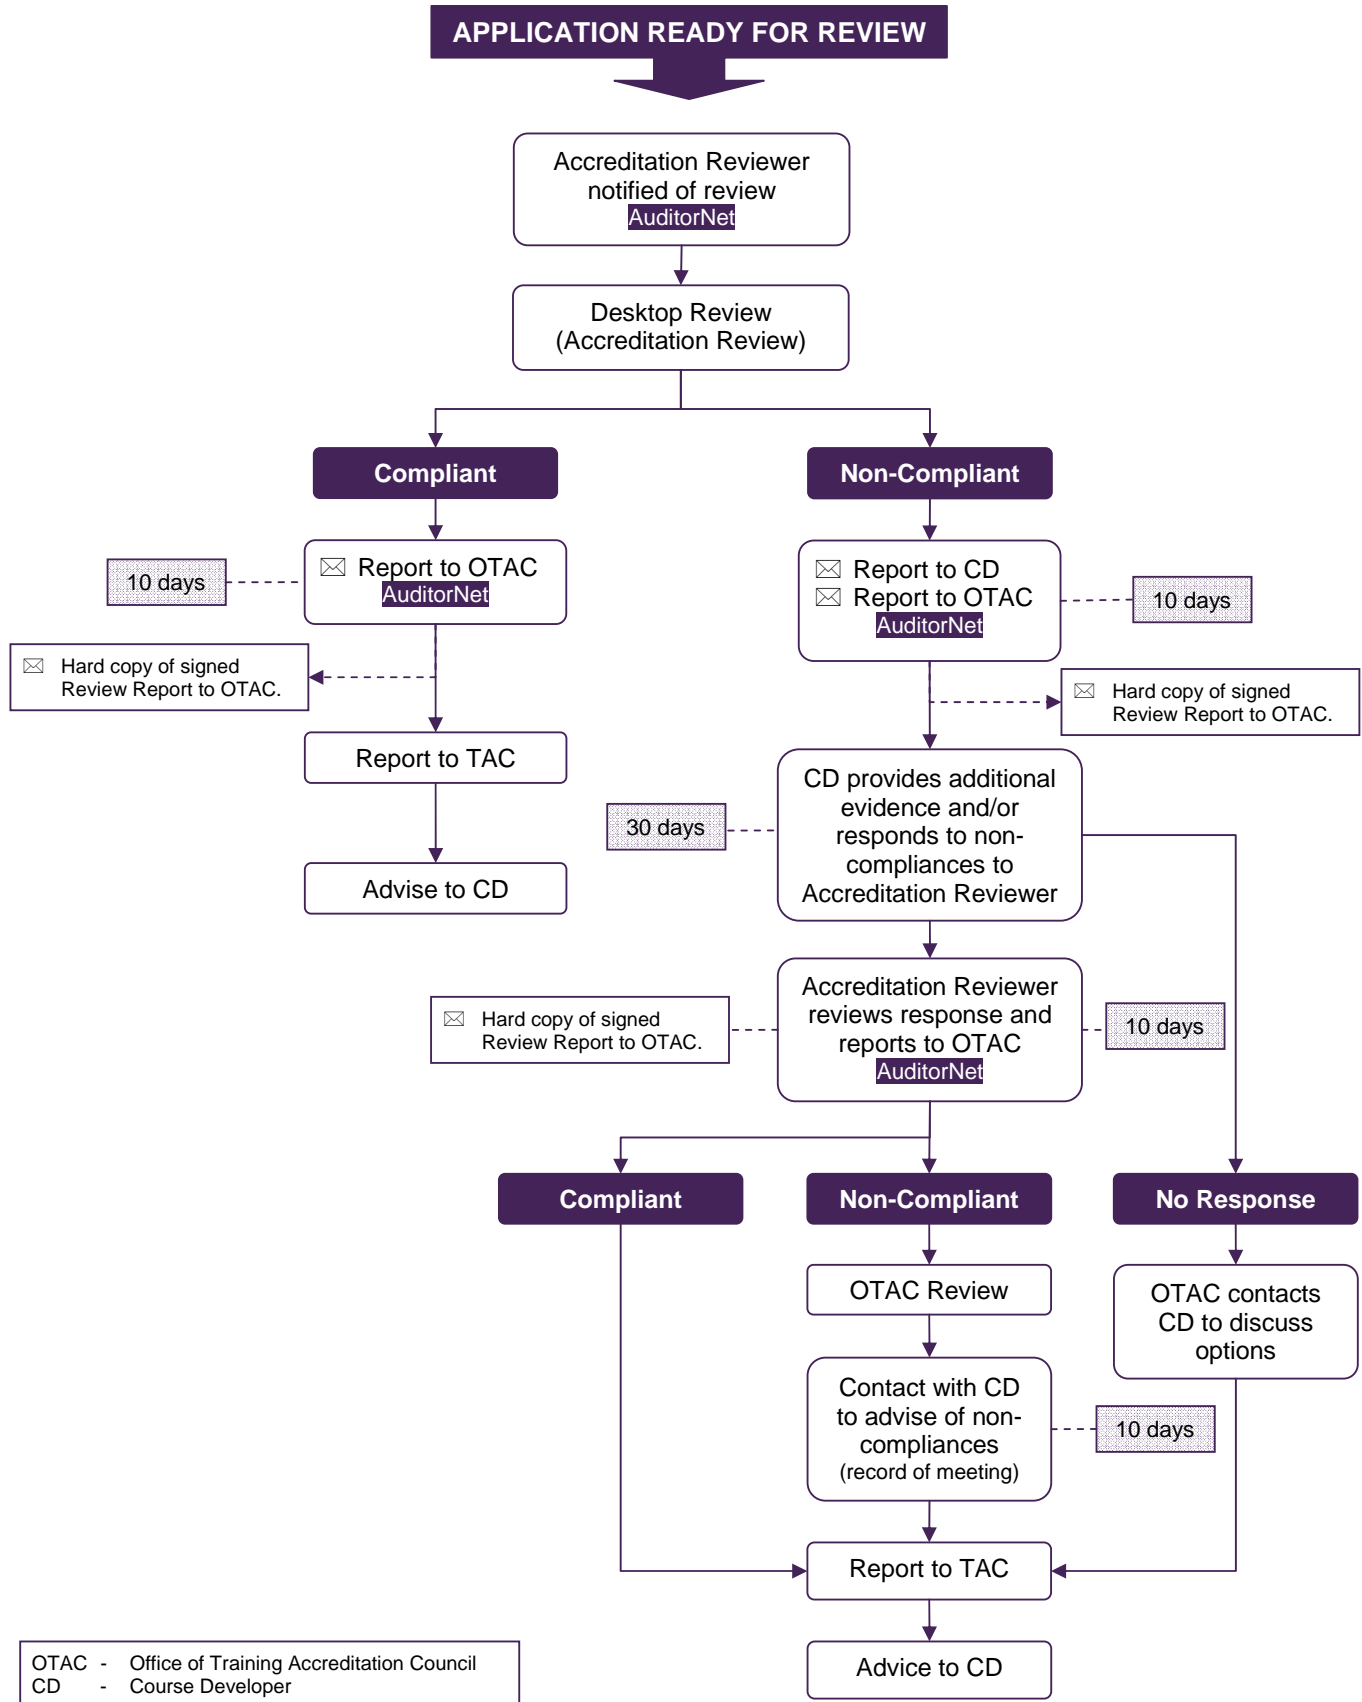 APPLICATION READY FOR REVIEW
Accreditation Reviewer
notified of review
AuditorNet
Desktop Review
(Accreditation Review)
Compliant
Non-Compliant
10 days
Report to OTAC
AuditorNet
Report to CD
Report to OTAC
AuditorNet
10 days
Hard copy of signed
Review Report to OTAC.
Hard copy of signed
Review Report to OTAC.
Report to TAC
Advise to CD
30 days
CD provides additional
evidence and/or
responds to non-
compliances to
Accreditation Reviewer
Hard copy of signed
Review Report to OTAC.
Accreditation Reviewer
reviews response and
reports to OTAC
AuditorNet
10 days
Compliant
Non-Compliant
No Response
OTAC Review
OTAC contacts
CD to discuss
options
Contact with CD
to advise of non-
compliances
(record of meeting)
10 days
Report to TAC
Advice to CD
OTAC - Office of Training Accreditation Council
CD - Course Developer